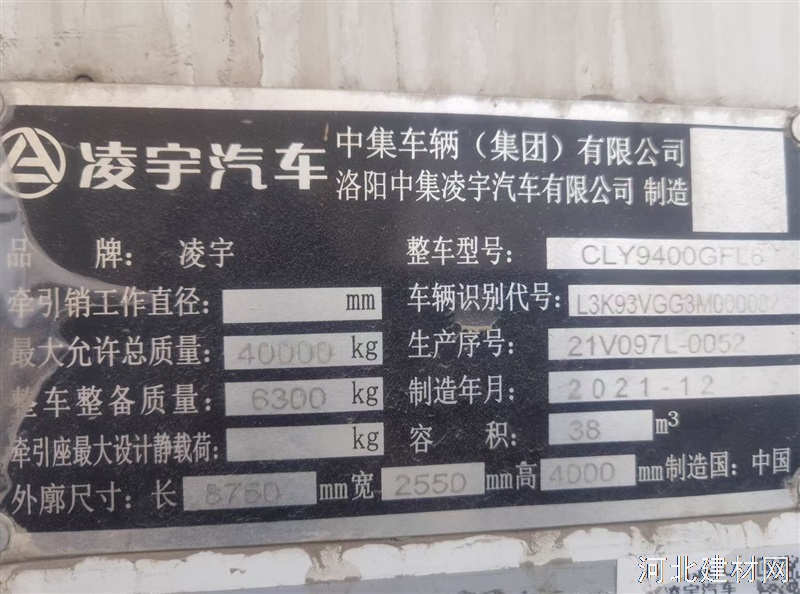 凌宇汽车 中集车辆（集团）有限公司
洛阳中集凌宇汽车有限公司 制造
品 牌: 凌宇 整车型号: CLY9400GFL6
牵引销工作直径: mm 车辆识别代号: L3K93VGG3M000082
最大允许总质量: 40000 kg 生产序号: 21V097L-0052
整车整备质量: 6300 kg 制造年月: 2021-12
牵引座最大设计静载荷: kg 容 积: 38 m³
外廓尺寸: 长 8750 mm 宽 2550 mm 高 4000 mm 制造国: 中国
河北建材网
凌宇汽车